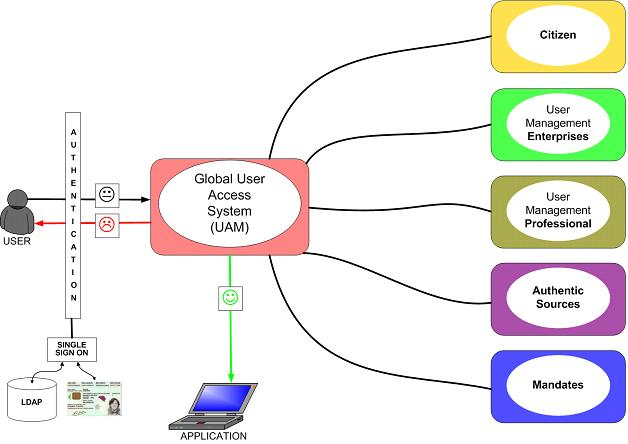 Citizen
User
Management
Enterprises
User
Management
Professional
Authentic
Sources
Mandates
Global User
Access
System
(UAM)
AUTHENTICATION
USER
SINGLE
SIGN ON
LDAP
APPLICATION